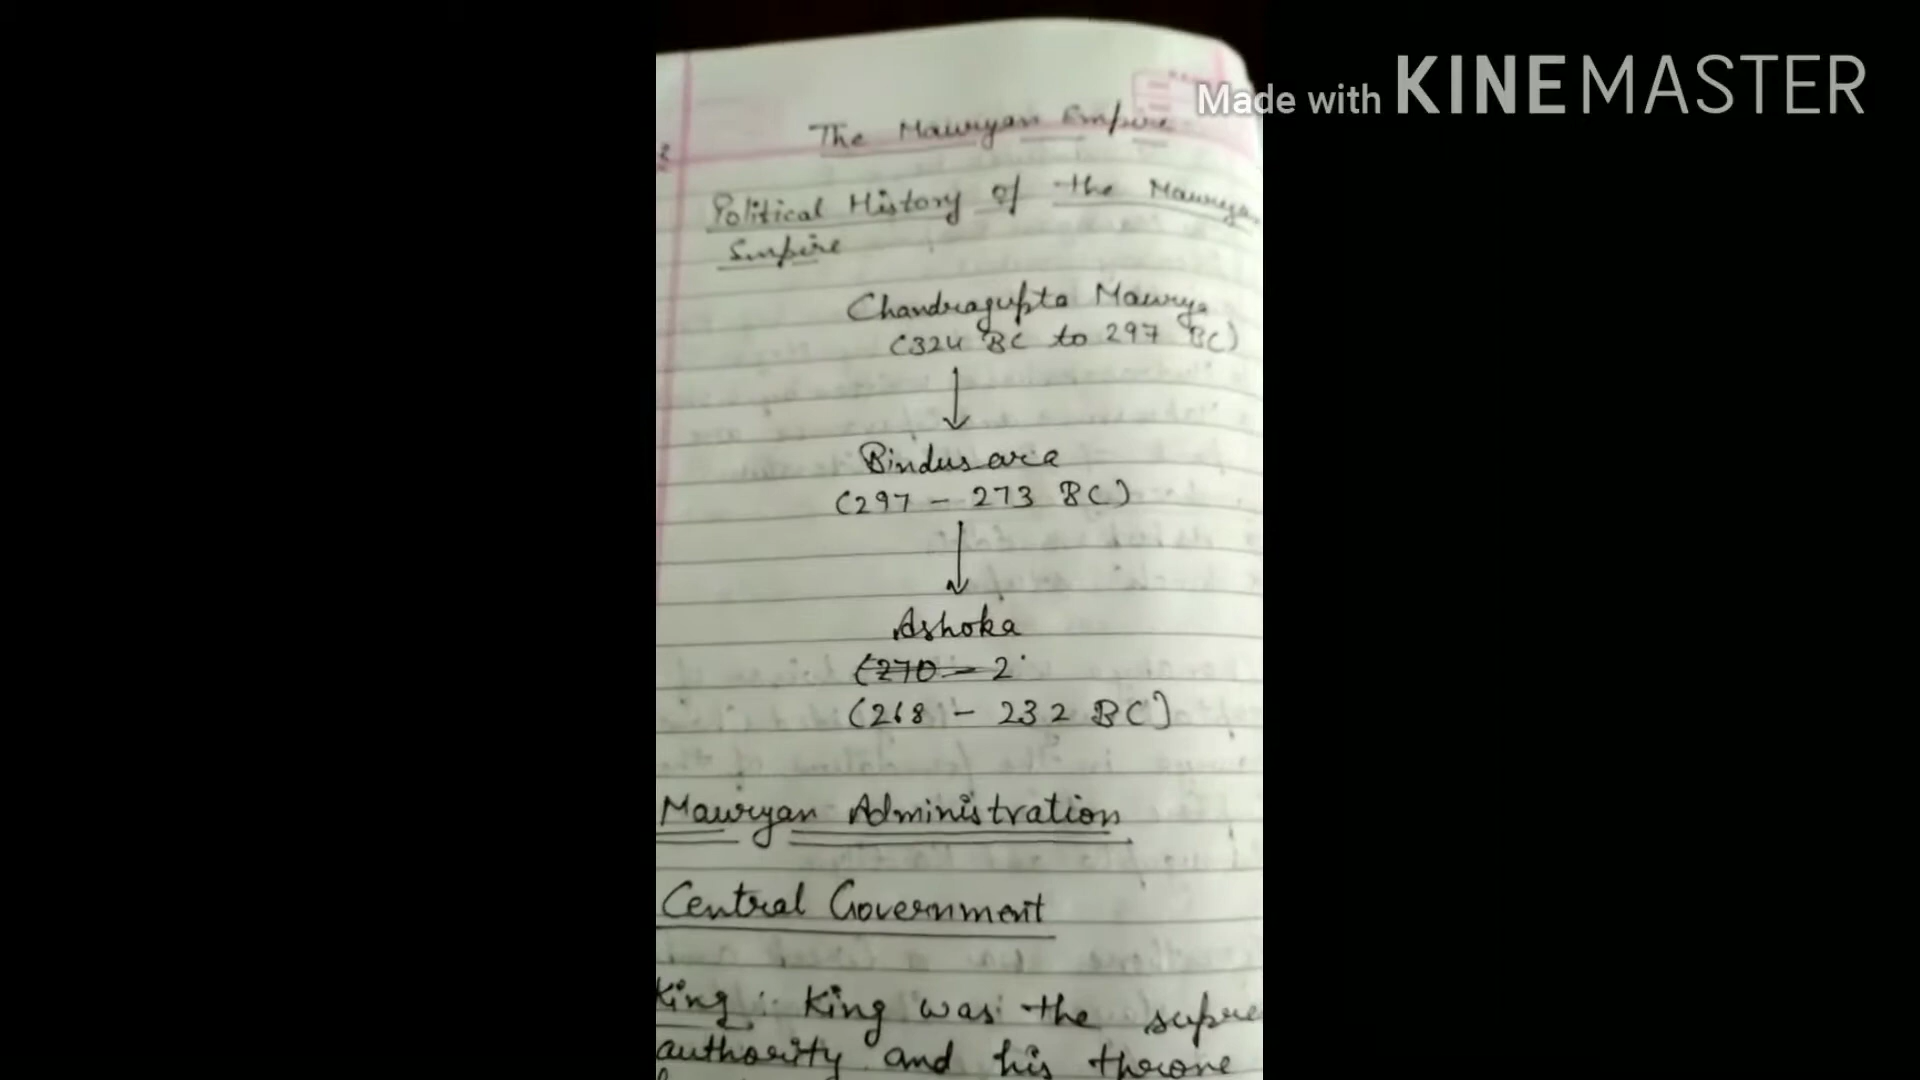 Made with KINEMASTER
The Mauryan Empire
Political History of the Maurya
Empire
Chandragupta Maurya
(324 BC to 297 BC)
Bindusara
(297 - 273 BC)
Ashoka
(270 - 2
(268 - 232 BC)
Mauryan Administration
Central Government
King: King was the supre
authority and his throne